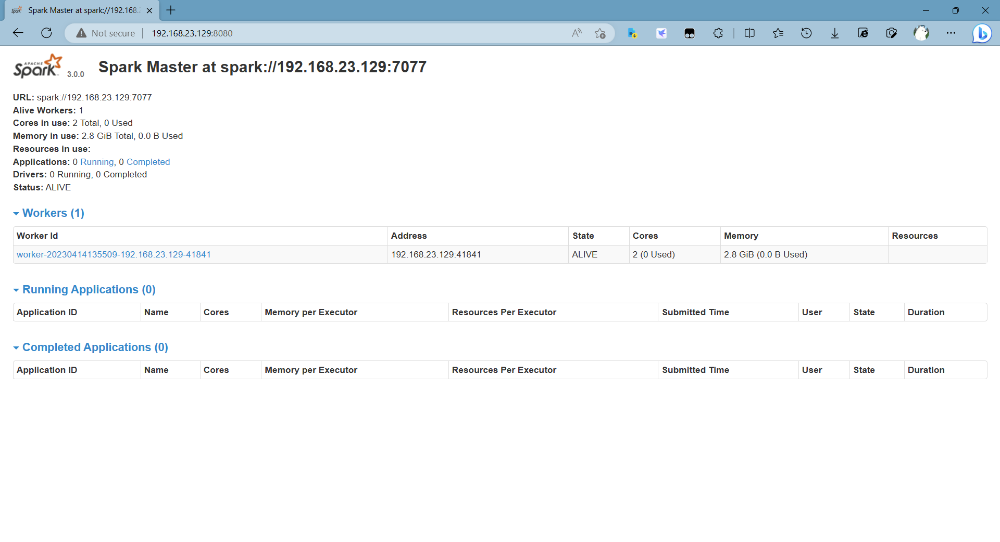 Spark Master at spark://192.168.2
Not secure 192.168.23.129:8080
APACHE Spark 3.0.0 Spark Master at spark://192.168.23.129:7077
URL: spark://192.168.23.129:7077
Alive Workers: 1
Cores in use: 2 Total, 0 Used
Memory in use: 2.8 GiB Total, 0.0 B Used
Resources in use:
Applications: 0 Running, 0 Completed
Drivers: 0 Running, 0 Completed
Status: ALIVE
Workers (1)
Worker Id Address State Cores Memory Resources
worker-20230414135509-192.168.23.129-41841 192.168.23.129:41841 ALIVE 2 (0 Used) 2.8 GiB (0.0 B Used)
Running Applications (0)
Application ID Name Cores Memory per Executor Resources Per Executor Submitted Time User State Duration
Completed Applications (0)
Application ID Name Cores Memory per Executor Resources Per Executor Submitted Time User State Duration